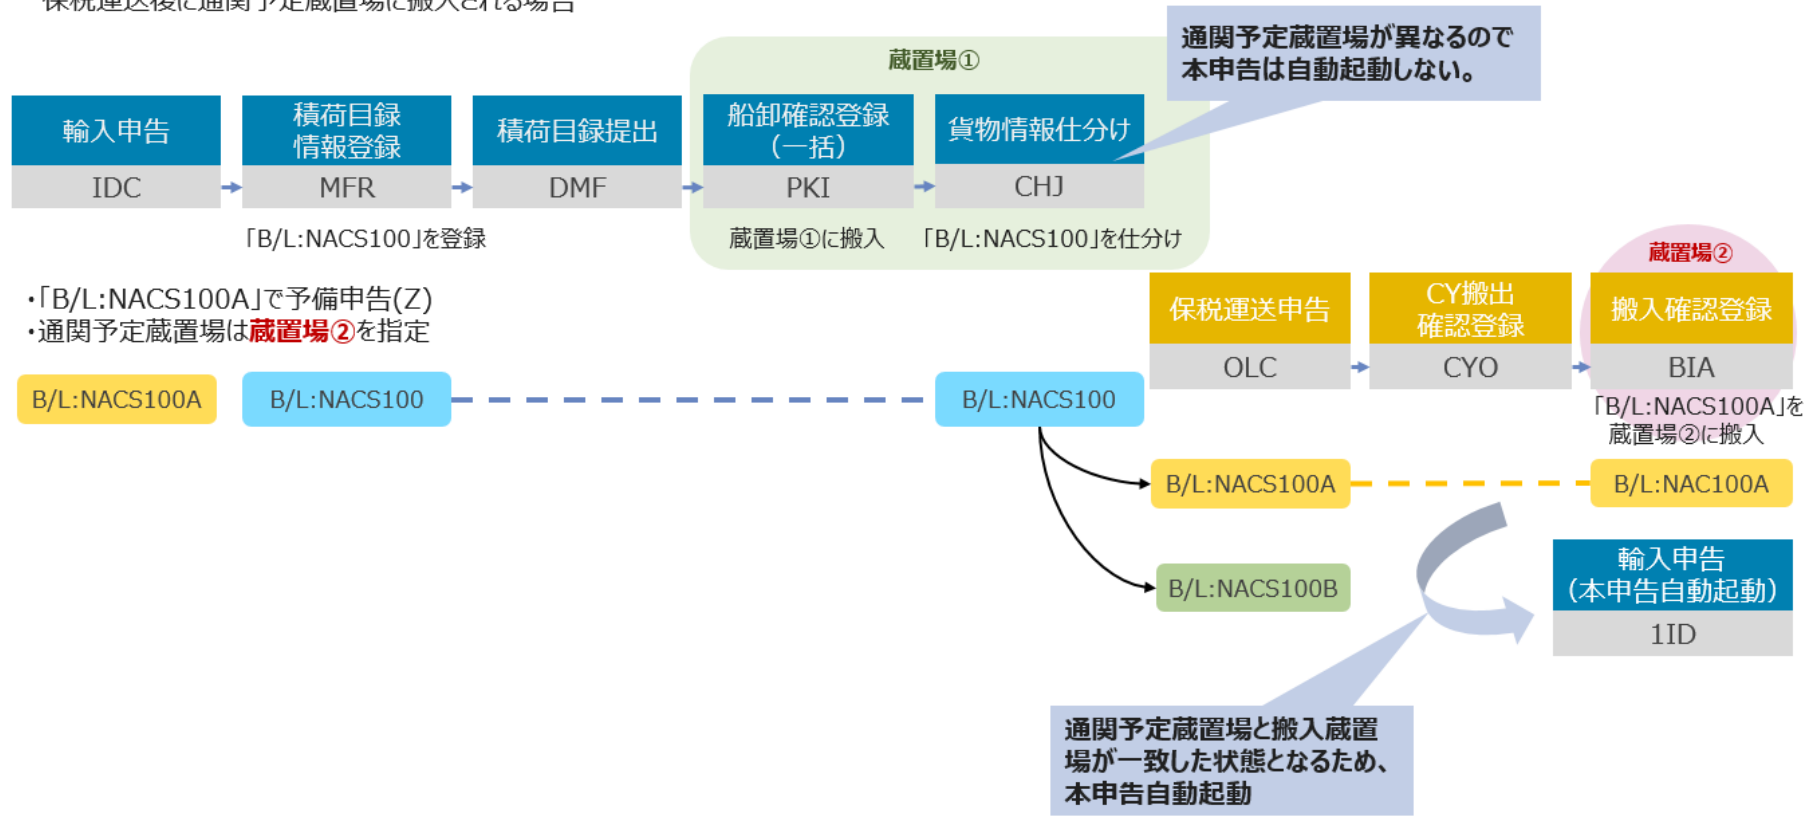 保税運送後に通関予定蔵置場に搬入される場合
蔵置場①
通関予定蔵置場が異なるので
本申告は自動起動しない。
輸入申告
IDC
積荷目録
情報登録
MFR
積荷目録提出
DMF
船卸確認登録
（一括）
PKI
貨物情報仕分け
CHJ
「B/L:NACS100」を登録
蔵置場①に搬入
「B/L:NACS100」を仕分け
・「B/L:NACS100A」で予備申告(Z)
・通関予定蔵置場は蔵置場②を指定
蔵置場②
保税運送申告
OLC
CY搬出
確認登録
CYO
搬入確認登録
BIA
「B/L:NACS100A」を
蔵置場②に搬入
B/L:NACS100A
B/L:NACS100
B/L:NACS100
B/L:NACS100A
B/L:NAC100A
B/L:NACS100B
輸入申告
（本申告自動起動）
1ID
通関予定蔵置場と搬入蔵置
場が一致した状態となるため、
本申告自動起動